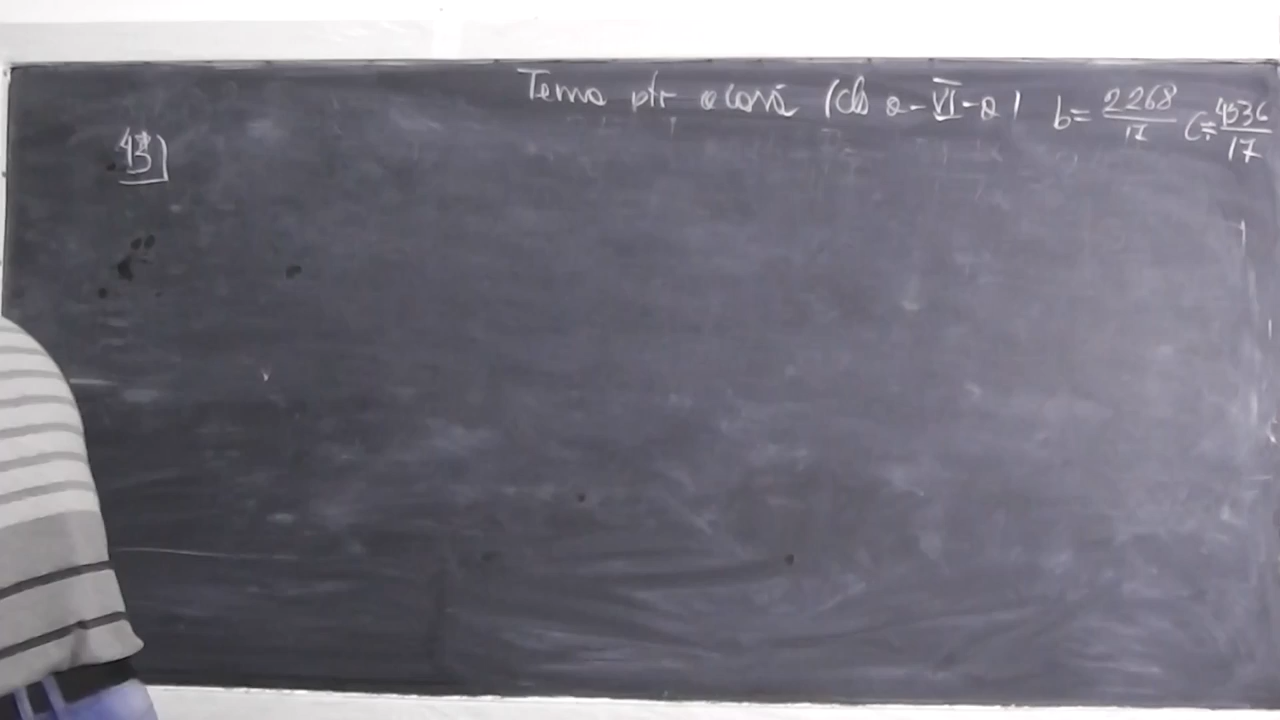 Tema ptr acasă (cls a-VI-a) b= 2268/17 c= 4536/17
43)